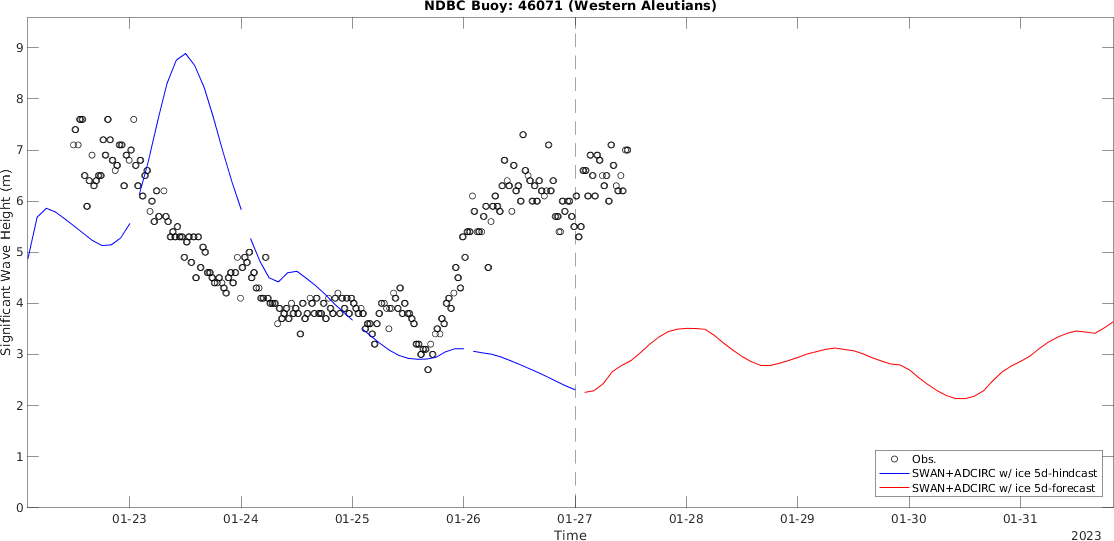 NDBC Buoy: 46071 (Western Aleutians)
Significant Wave Height (m)
9
8
7
6
5
4
3
2
1
0
Obs.
SWAN+ADCIRC w/ ice 5d-hindcast
SWAN+ADCIRC w/ ice 5d-forecast
01-23 01-24 01-25 01-26 01-27 01-28 01-29 01-30 01-31
Time
2023